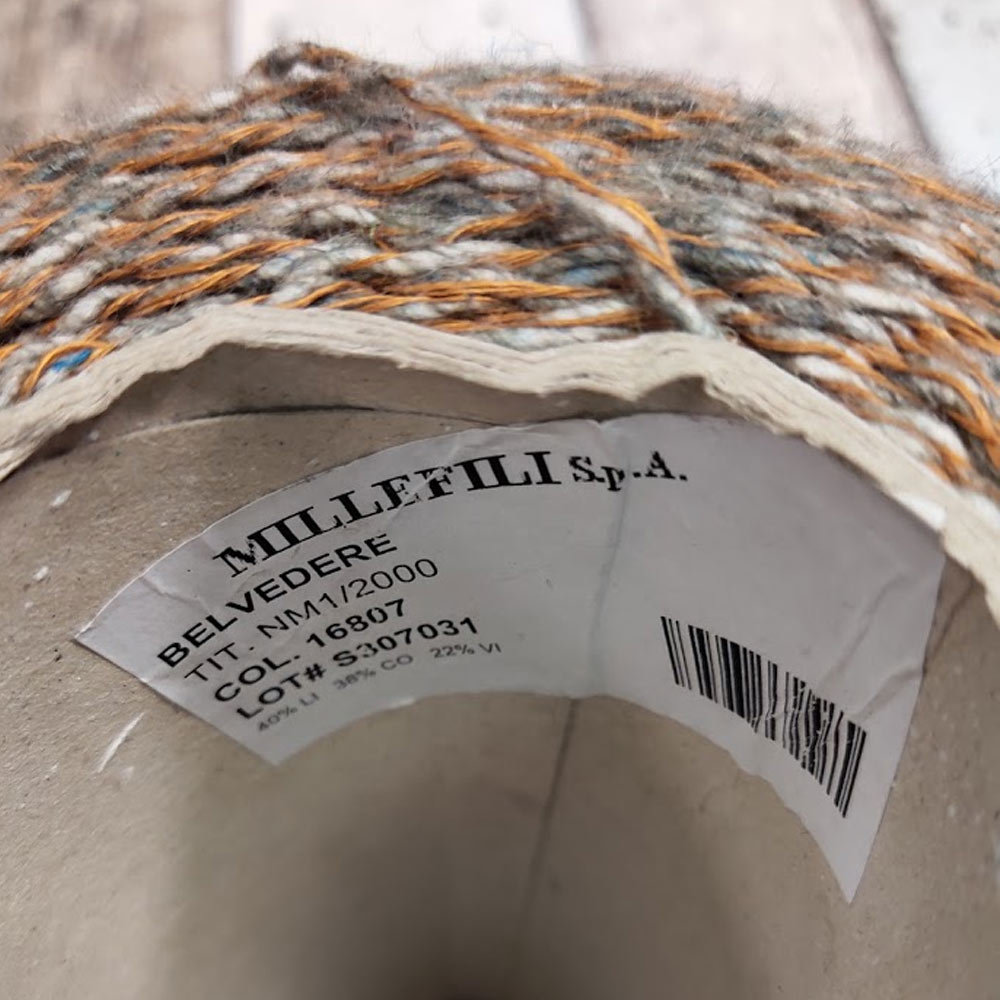 MILLEFILI S.p.A.
BELVEDERE
TIT. NM1/2000
COL. 16807
LOT# S307031
40% LI 38% CO 22% VI